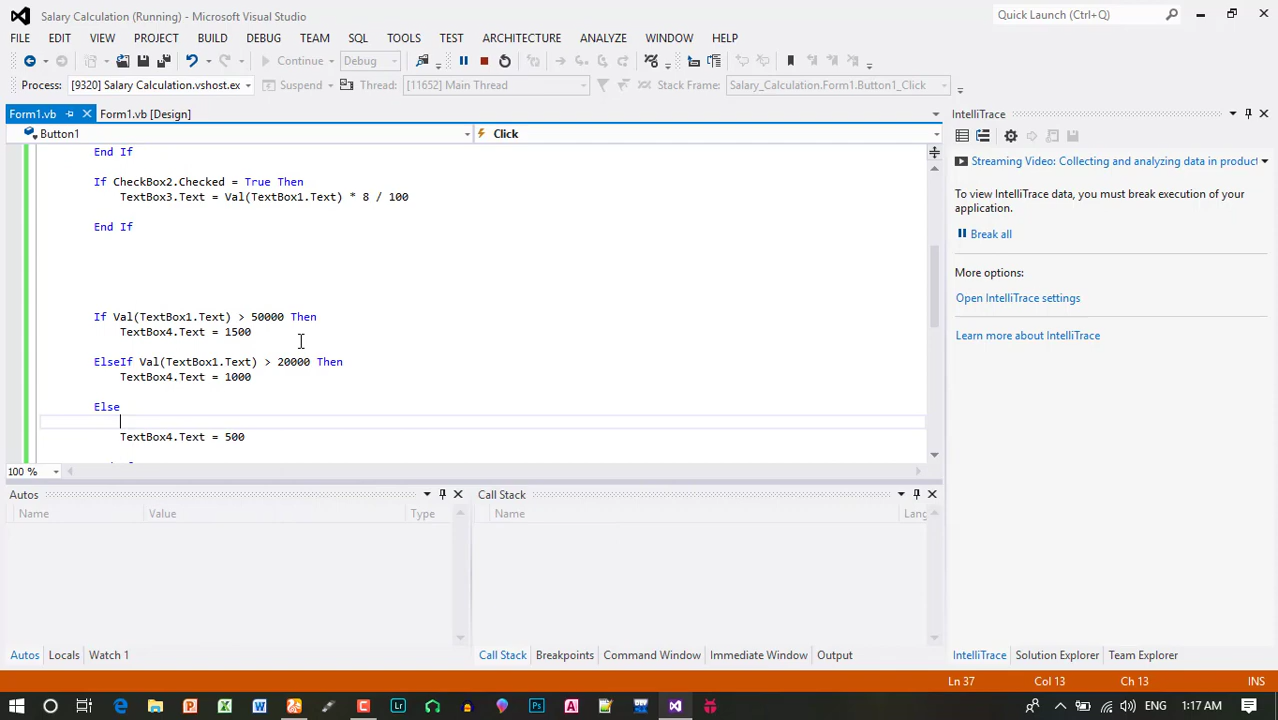 Salary Calculation (Running) - Microsoft Visual Studio
Quick Launch (Ctrl+Q)
FILE EDIT VIEW PROJECT BUILD DEBUG TEAM SQL TOOLS TEST ARCHITECTURE ANALYZE WINDOW HELP
Continue Debug
Process: [9320] Salary Calculation.vshost.ex Suspend Thread: [11652] Main Thread Stack Frame: Salary_Calculation.Form1.Button1_Click
Form1.vb Form1.vb [Design]
Button1 Click
End If
If CheckBox2.Checked = True Then
TextBox3.Text = Val(TextBox1.Text) * 8 / 100
End If
If Val(TextBox1.Text) > 50000 Then
TextBox4.Text = 1500
ElseIf Val(TextBox1.Text) > 20000 Then
TextBox4.Text = 1000
Else
TextBox4.Text = 500
100 %
IntelliTrace
Streaming Video: Collecting and analyzing data in product
To view IntelliTrace data, you must break execution of your
application.
Break all
More options:
Open IntelliTrace settings
Learn more about IntelliTrace
Autos
Name Value Type
Call Stack
Name Lang
Autos Locals Watch 1
Call Stack Breakpoints Command Window Immediate Window Output
IntelliTrace Solution Explorer Team Explorer
Ln 37 Col 13 Ch 13 INS
ENG 1:17 AM